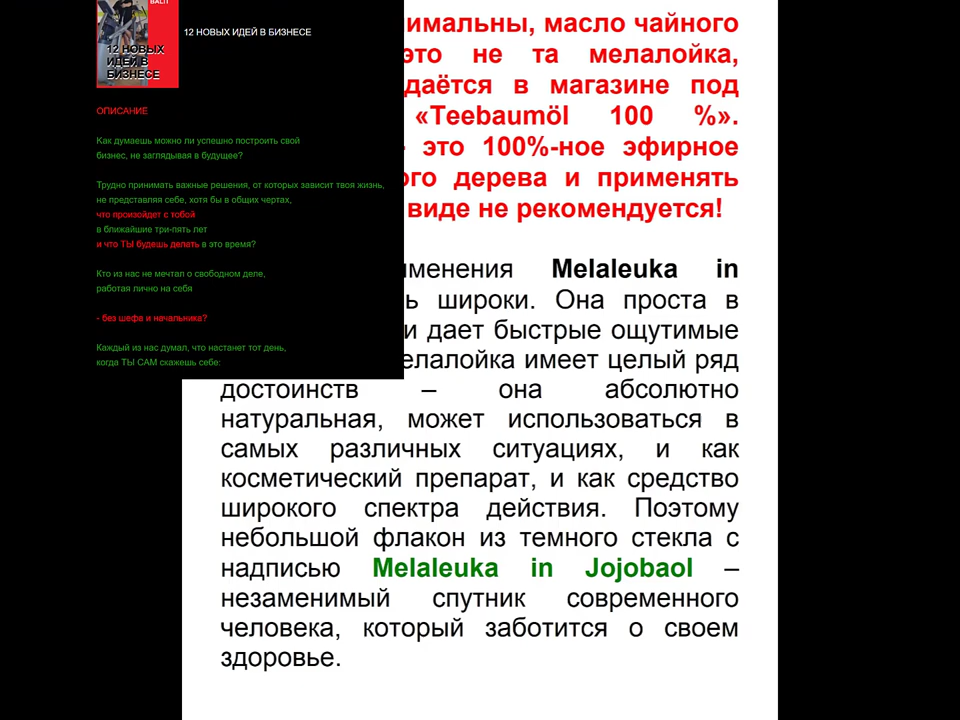 BALTI
12 НОВЫХ
ИДЕЙ В
БИЗНЕСЕ
12 НОВЫХ ИДЕЙ В БИЗНЕСЕ
ОПИСАНИЕ
Как думаешь можно ли успешно построить свой
бизнес, не заглядывая в будущее?
Трудно принимать важные решения, от которых зависит твоя жизнь,
не представляя себе, хотя бы в общих чертах,
что произойдет с тобой
в ближайшие три-пять лет
и что ТЫ будешь делать в это время?
Кто из нас не мечтал о свободном деле,
работая лично на себя
- без шефа и начальника?
Каждый из нас думал, что настанет тот день,
когда ТЫ САМ скажешь себе:
масло чайного
это не та мелалойка,
в магазине под
«Teebaumöl 100 %».
это 100%-ное эфирное
дерева и применять
виде не рекомендуется!
Melaleuka in
широки. Она проста в
и дает быстрые ощутимые
имеет целый ряд
достоинств – она абсолютно
натуральная, может использоваться в
самых различных ситуациях, и как
косметический препарат, и как средство
широкого спектра действия. Поэтому
небольшой флакон из темного стекла с
надписью Melaleuka in Jojobaol –
незаменимый спутник современного
человека, который заботится о своем
здоровье.